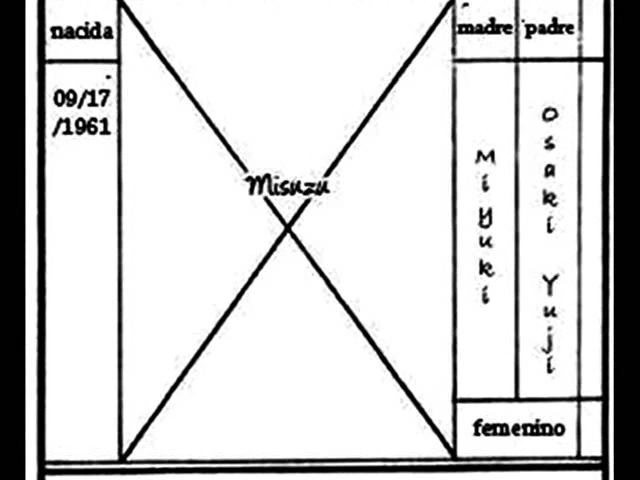 nacida
madre
padre
09/17
/1961
Misuzu
Miyuki
Osaki Yuji
femenino